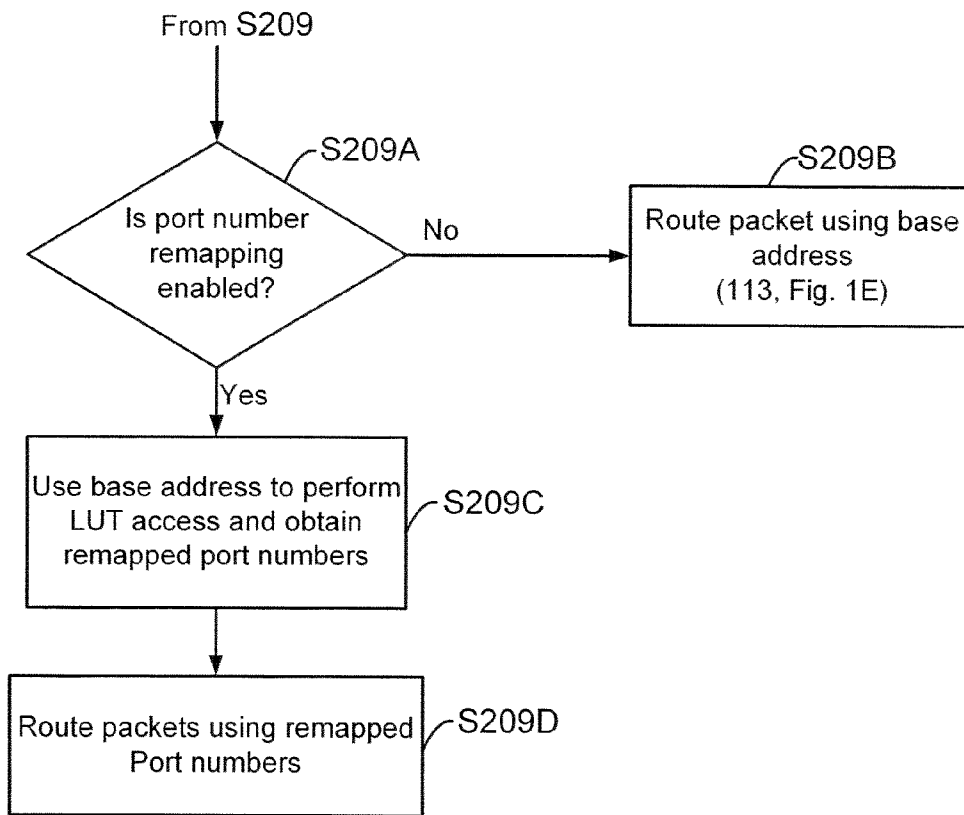 From S209
S209A
Is port number
remapping
enabled?
No
S209B
Route packet using base
address
(113, Fig. 1E)
Yes
Use base address to perform
LUT access and obtain
remapped port numbers
S209C
Route packets using remapped
Port numbers
S209D